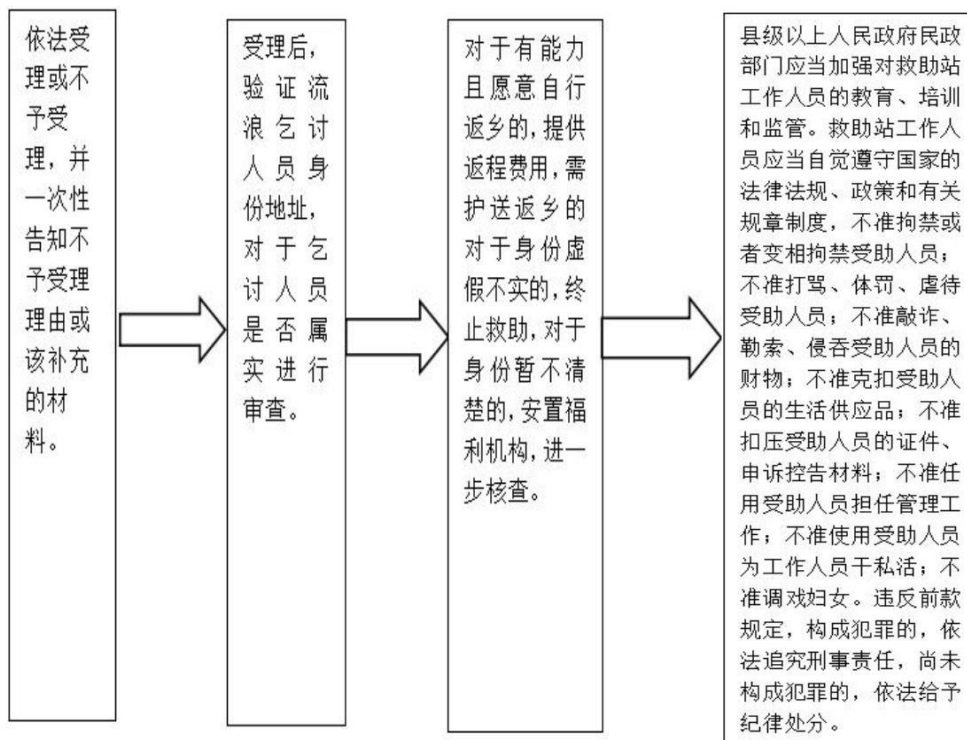 依法受
理或不
予受
理，并
一次性
告知不
予受理
理由或
该补充
的材
料。
受理后，
验证流
浪乞讨
人员身
份地址，
对于乞
讨人员
是否属
实进行
审查。
对于有能力
且愿意自行
返乡的，提供
返程费用，需
护送返乡的
对于身份虚
假不实的，终
止救助，对于
身份暂不清
楚的，安置福
利机构，进一
步核查。
县级以上人民政府民政
部门应当加强对救助站
工作人员的教育、培训
和监管。救助站工作人
员应当自觉遵守国家的
法律法规、政策和有关
规章制度，不准拘禁或
者变相拘禁受助人员；
不准打骂、体罚、虐待
受助人员；不准敲诈、
勒索、侵吞受助人员的
财物；不准克扣受助人
员的生活供应品；不准
扣压受助人员的证件、
申诉控告材料；不准任
用受助人员担任管理工
作；不准使用受助人员
为工作人员干私活；不
准调戏妇女。违反前款
规定，构成犯罪的，依
法追究刑事责任，尚未
构成犯罪的，依法给予
纪律处分。